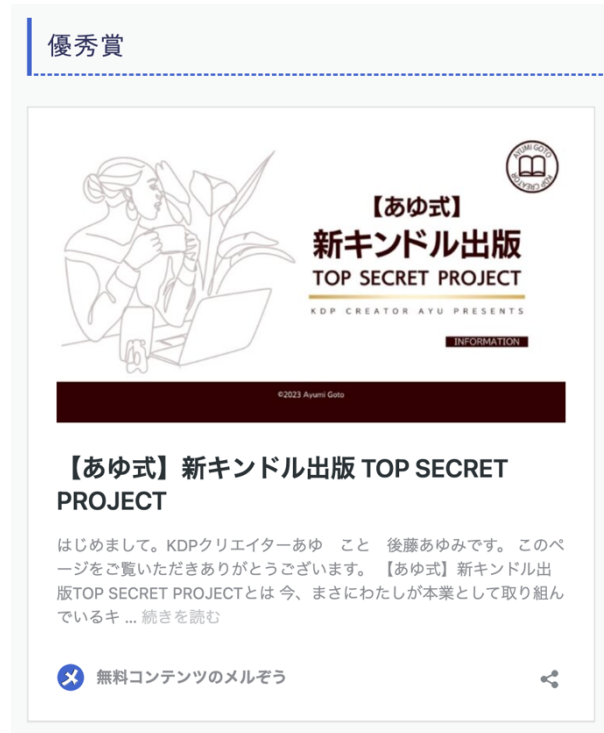 優秀賞
AYUMI GOTO
KDP CREATOR
【あゆ式】
新キンドル出版
TOP SECRET PROJECT
KDP CREATOR AYU PRESENTS
INFORMATION
©2023 Ayumi Goto
【あゆ式】新キンドル出版 TOP SECRET
PROJECT
はじめまして。KDPクリエイターあゆ　こと　後藤あゆみです。 このペ
ージをご覧いただきありがとうございます。 【あゆ式】新キンドル出
版TOP SECRET PROJECTとは 今、まさにわたしが本業として取り組ん
でいるキ ... 続きを読む
無料コンテンツのメルぞう